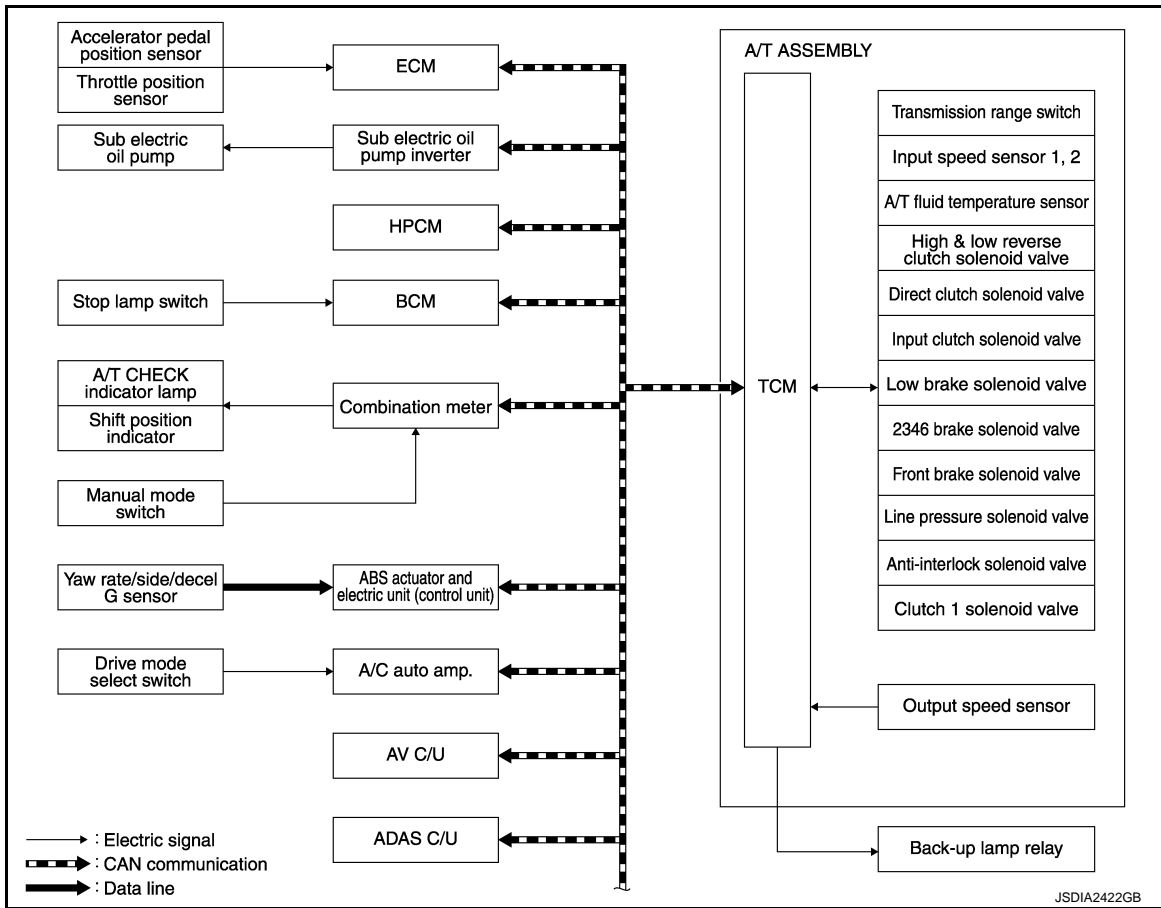 Accelerator pedal
position sensor
Throttle position
sensor
ECM
Sub electric
oil pump
Sub electric oil
pump inverter
HPCM
Stop lamp switch
BCM
A/T CHECK
indicator lamp
Shift position
indicator
Combination meter
Manual mode
switch
Yaw rate/side/decel
G sensor
ABS actuator and
electric unit (control unit)
Drive mode
select switch
A/C auto amp.
AV C/U
ADAS C/U
: Electric signal
: CAN communication
: Data line
A/T ASSEMBLY
TCM
Transmission range switch
Input speed sensor 1, 2
A/T fluid temperature sensor
High & low reverse
clutch solenoid valve
Direct clutch solenoid valve
Input clutch solenoid valve
Low brake solenoid valve
2346 brake solenoid valve
Front brake solenoid valve
Line pressure solenoid valve
Anti-interlock solenoid valve
Clutch 1 solenoid valve
Output speed sensor
Back-up lamp relay
JSDIA2422GB